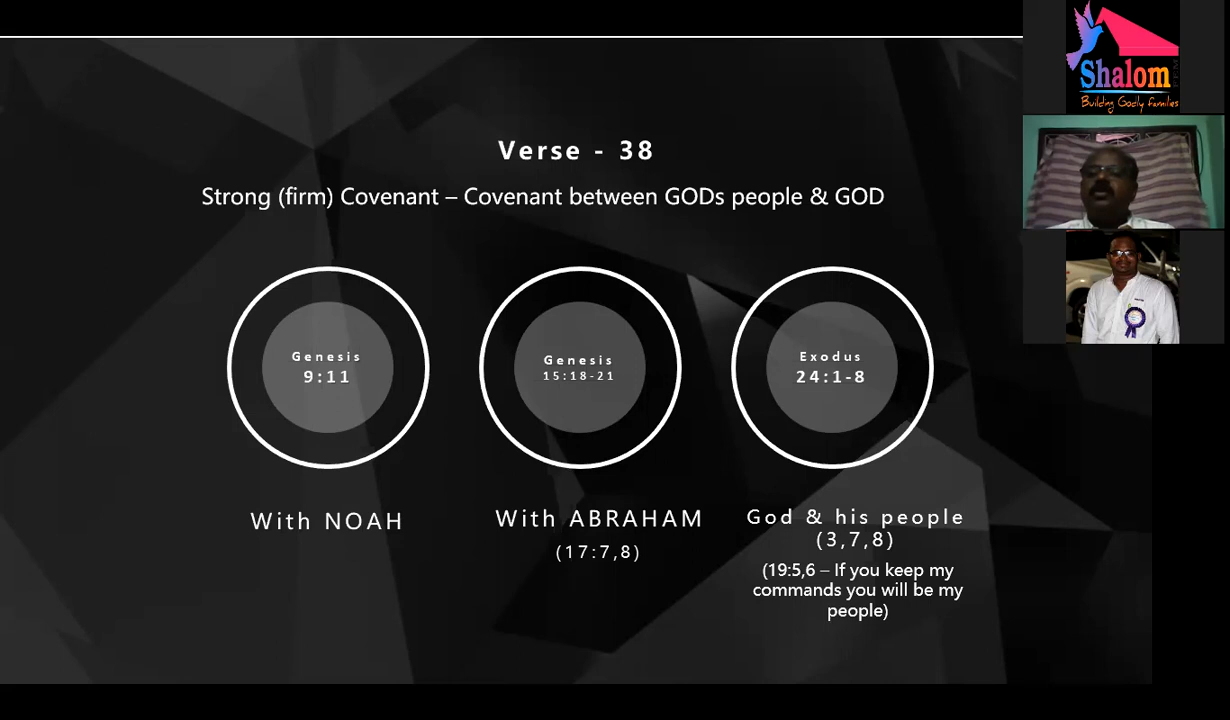 Verse - 38
Strong (firm) Covenant – Covenant between GODs people & GOD
Genesis
9:11
Genesis
15:18-21
Exodus
24:1-8
With NOAH
With ABRAHAM
(17:7,8)
God & his people
(3,7,8)
(19:5,6 – If you keep my
commands you will be my
people)
Shalom
Building Godly families